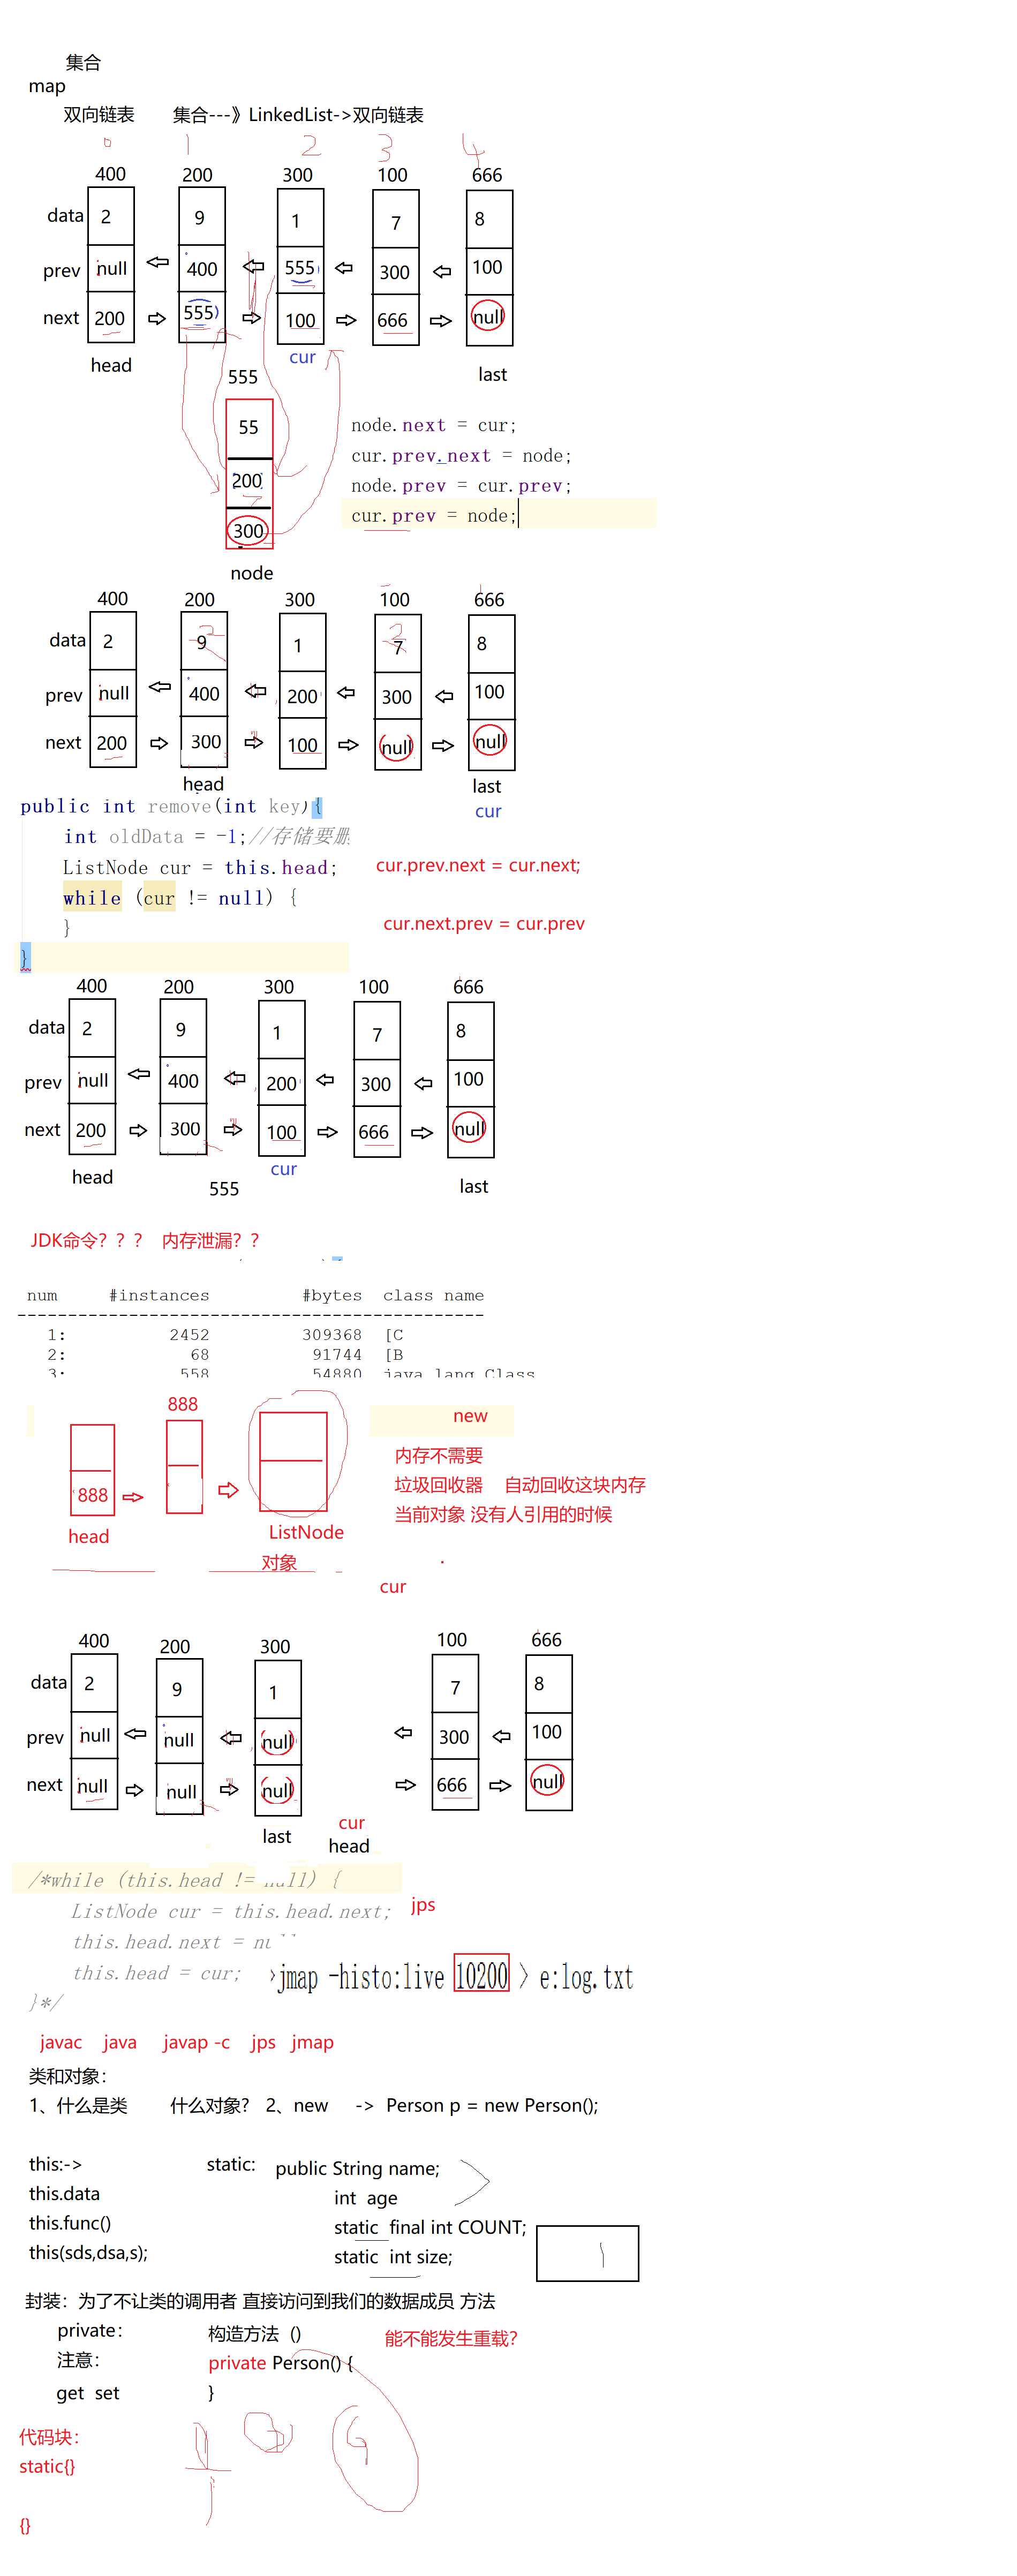 集合
map
双向链表 集合---》LinkedList->双向链表
0 1 2 3 4
400 200 300 100 666
data 2 9 1 7 8
prev null 400 555 300 100
next 200 555 100 666 null
head cur last
555
55
200
300
node
node.next = cur;
cur.prev.next = node;
node.prev = cur.prev;
cur.prev = node;
400 200 300 100 666
data 2 9 1 7 8
prev null 400 200 300 100
next 200 300 100 null null
head last
cur
public int remove(int key){
int oldData = -1;//存储要删
ListNode cur = this.head;
while (cur != null) {
}
}
cur.prev.next = cur.next;
cur.next.prev = cur.prev
400 200 300 100 666
data 2 9 1 7 8
prev null 400 200 300 100
next 200 300 100 666 null
head cur last
555
JDK命令？？？ 内存泄漏？？
num #instances #bytes class name
----------------------------------------------
1: 2452 309368 [C
2: 68 91744 [B
3: 558 54880 java.lang.Class
888
888
head
ListNode
对象
new
内存不需要
垃圾回收器 自动回收这块内存
当前对象 没有人引用的时候
cur
400 200 300 100 666
data 2 9 1 7 8
prev null null null 300 100
next null null null 666 null
last cur
head
/*while (this.head != null) {
ListNode cur = this.head.next;
this.head.next = nu
this.head = cur;
}*/
jps
>jmap -histo:live 10200 > e:log.txt
javac java javap -c jps jmap
类和对象：
1、什么是类 什么对象? 2、new -> Person p = new Person();
this:-> static: public String name;
this.data int age
this.func() static final int COUNT;
this(sds,dsa,s); static int size;
封装：为了不让类的调用者 直接访问到我们的数据成员 方法
private： 构造方法 () 能不能发生重载？
注意： private Person() {
get set }
代码块：
static{}
{}